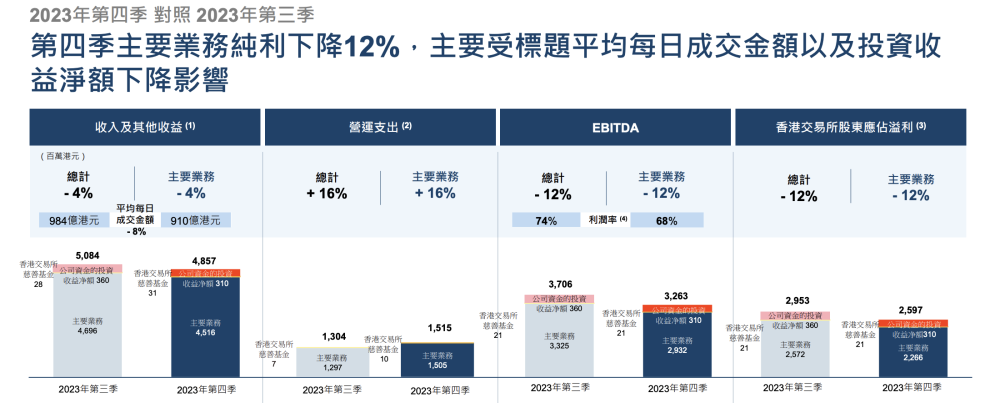 2023年第四季 對照 2023年第三季
第四季主要業務純利下降12%，主要受標題平均每日成交金額以及投資收
益淨額下降影響
收入及其他收益 (1)
營運支出 (2)
EBITDA
香港交易所股東應佔溢利 (3)
(百萬港元)
總計
- 4%
主要業務
- 4%
984億港元
平均每日
成交金額
- 8%
910億港元
總計
+ 16%
主要業務
+ 16%
總計
- 12%
主要業務
- 12%
74%
利潤率 (4)
68%
總計
- 12%
主要業務
- 12%
5,084
香港交易所
慈善基金
28
公司資金的投資
收益淨額 360
主要業務
4,696
2023年第三季
4,857
香港交易所
慈善基金
31
公司資金的投資
收益淨額 310
主要業務
4,516
2023年第四季
1,304
香港交易所
慈善基金
7
主要業務
1,297
2023年第三季
1,515
香港交易所
慈善基金
10
主要業務
1,505
2023年第四季
3,706
香港交易所
慈善基金
21
公司資金的投資
收益淨額 360
主要業務
3,325
2023年第三季
3,263
香港交易所
慈善基金
21
公司資金的投資
收益淨額 310
主要業務
2,932
2023年第四季
2,953
香港交易所
慈善基金
21
公司資金的投資
收益淨額 360
主要業務
2,572
2023年第三季
2,597
香港交易所
慈善基金
21
公司資金的投資
收益淨額310
主要業務
2,266
2023年第四季